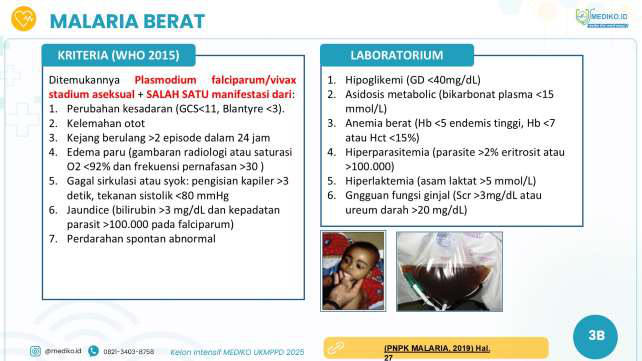 MALARIA BERAT
MEDIKO.ID
KRITERIA (WHO 2015)
Ditemukannya Plasmodium falciparum/vivax
stadium aseksual + SALAH SATU manifestasi dari:
1. Perubahan kesadaran (GCS<11, Blantyre <3).
2. Kelemahan otot
3. Kejang berulang >2 episode dalam 24 jam
4. Edema paru (gambaran radiologi atau saturasi
O2 <92% dan frekuensi pernafasan >30 )
5. Gagal sirkulasi atau syok: pengisian kapiler >3
detik, tekanan sistolik <80 mmHg
6. Jaundice (bilirubin >3 mg/dL dan kepadatan
parasit >100.000 pada falciparum)
7. Perdarahan spontan abnormal
LABORATORIUM
1. Hipoglikemi (GD <40mg/dL)
2. Asidosis metabolic (bikarbonat plasma <15
mmol/L)
3. Anemia berat (Hb <5 endemis tinggi, Hb <7
atau Hct <15%)
4. Hiperparasitemia (parasite >2% eritrosit atau
>100.000)
5. Hiperlaktemia (asam laktat >5 mmol/L)
6. Gngguan fungsi ginjal (Scr >3mg/dL atau
ureum darah >20 mg/dL)
3B
@mediko.id
0821-3403-8758
Kelon Intensif MEDIKO UKMPPD 2025
(PNPK MALARIA, 2019) Hal.
27